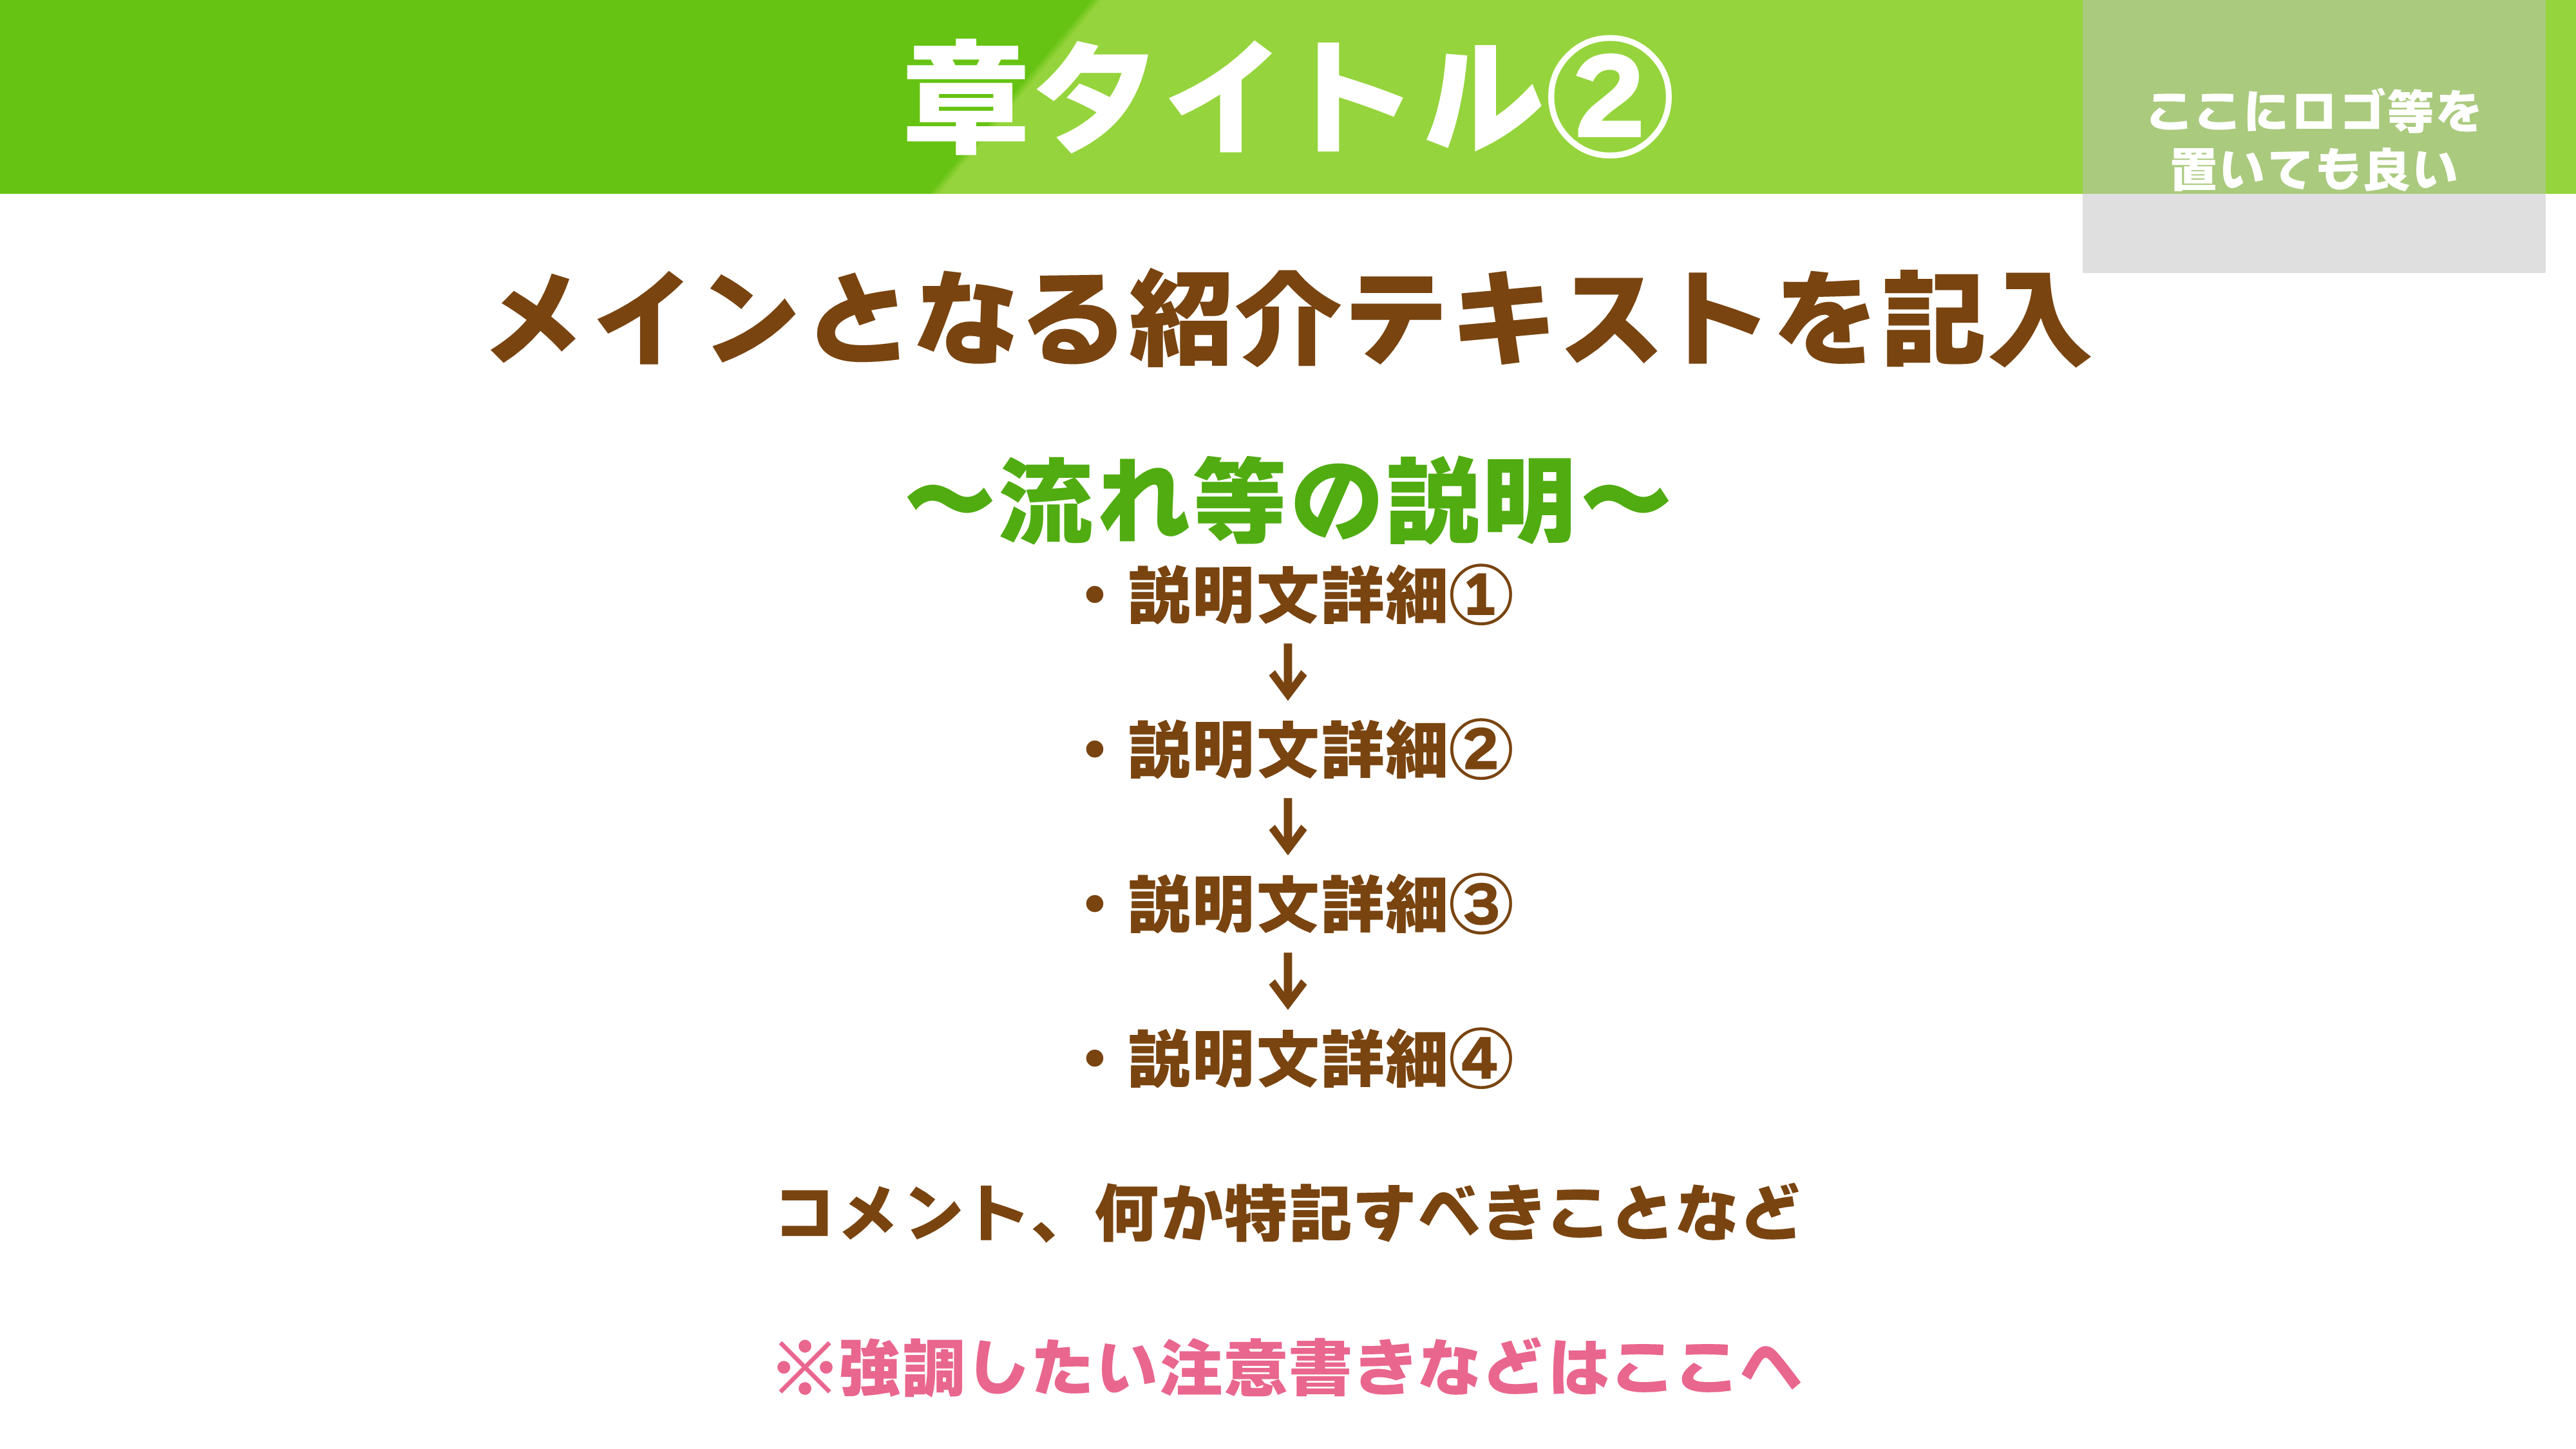 章タイトル②
ここにロゴ等を
置いても良い
メインとなる紹介テキストを記入
～流れ等の説明～
・説明文詳細①
↓
・説明文詳細②
↓
・説明文詳細③
↓
・説明文詳細④
コメント、何か特記すべきことなど
※強調したい注意書きなどはここへ